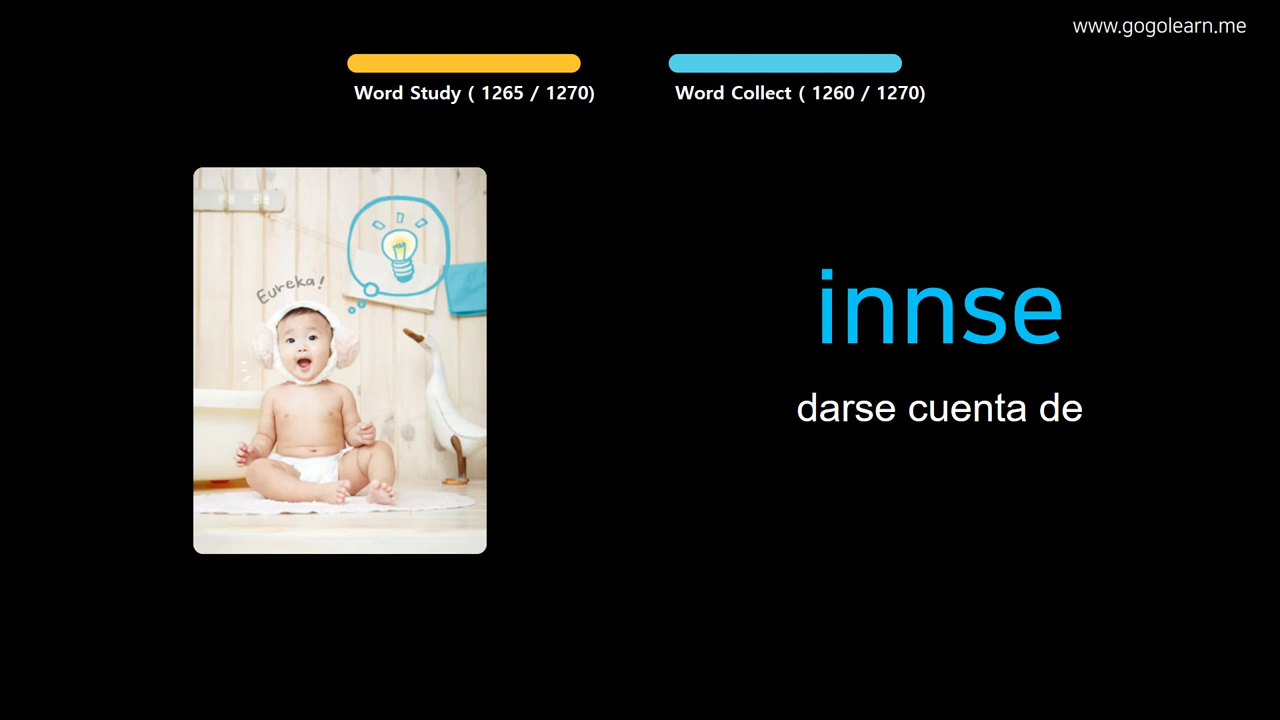 www.gogolearn.me
Word Study ( 1265 / 1270)
Word Collect ( 1260 / 1270)
Eureka!
innse
darse cuenta de